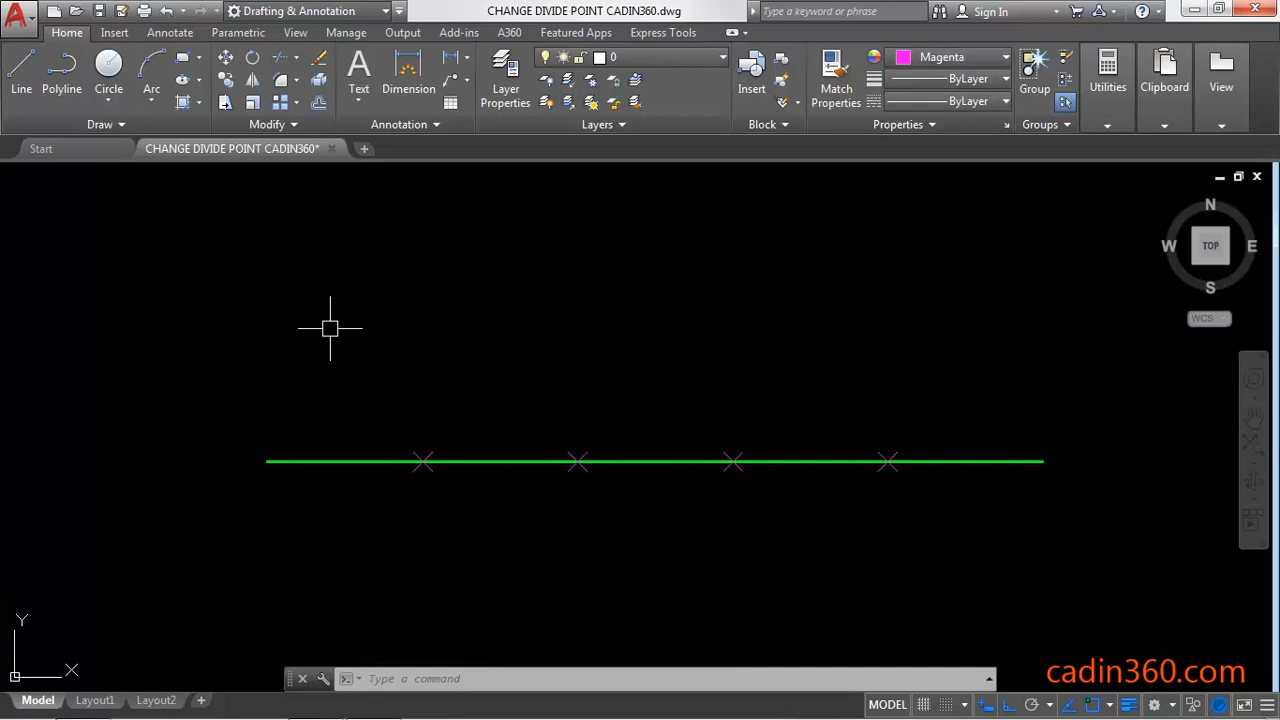 Drafting & Annotation
CHANGE DIVIDE POINT CADIN360.dwg
Type a keyword or phrase
Sign In
Home Insert Annotate Parametric View Manage Output Add-ins A360 Featured Apps Express Tools
Line Polyline Circle Arc
Text Dimension
Layer Properties
0
Insert
Match Properties
Magenta
ByLayer
ByLayer
Group
Utilities
Clipboard
View
Draw Modify Annotation Layers Block Properties Groups
Start CHANGE DIVIDE POINT CADIN360*
N
W TOP E
S
WCS
Y
X
Type a command
cadin360.com
Model Layout1 Layout2
MODEL